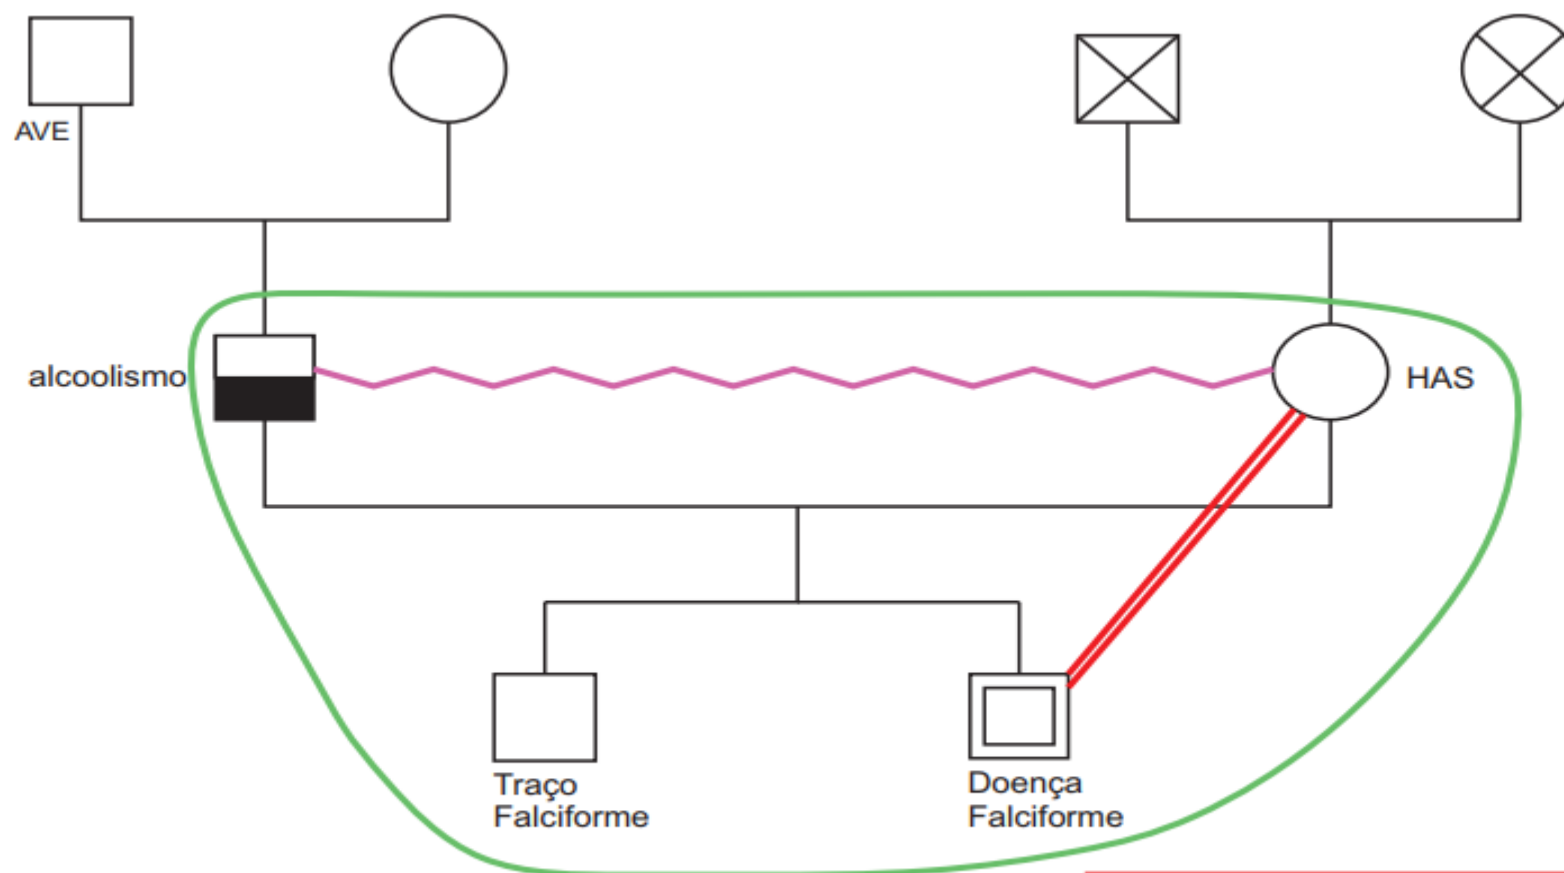 AVE
alcoolismo
HAS
Traço
Falciforme
Doença
Falciforme